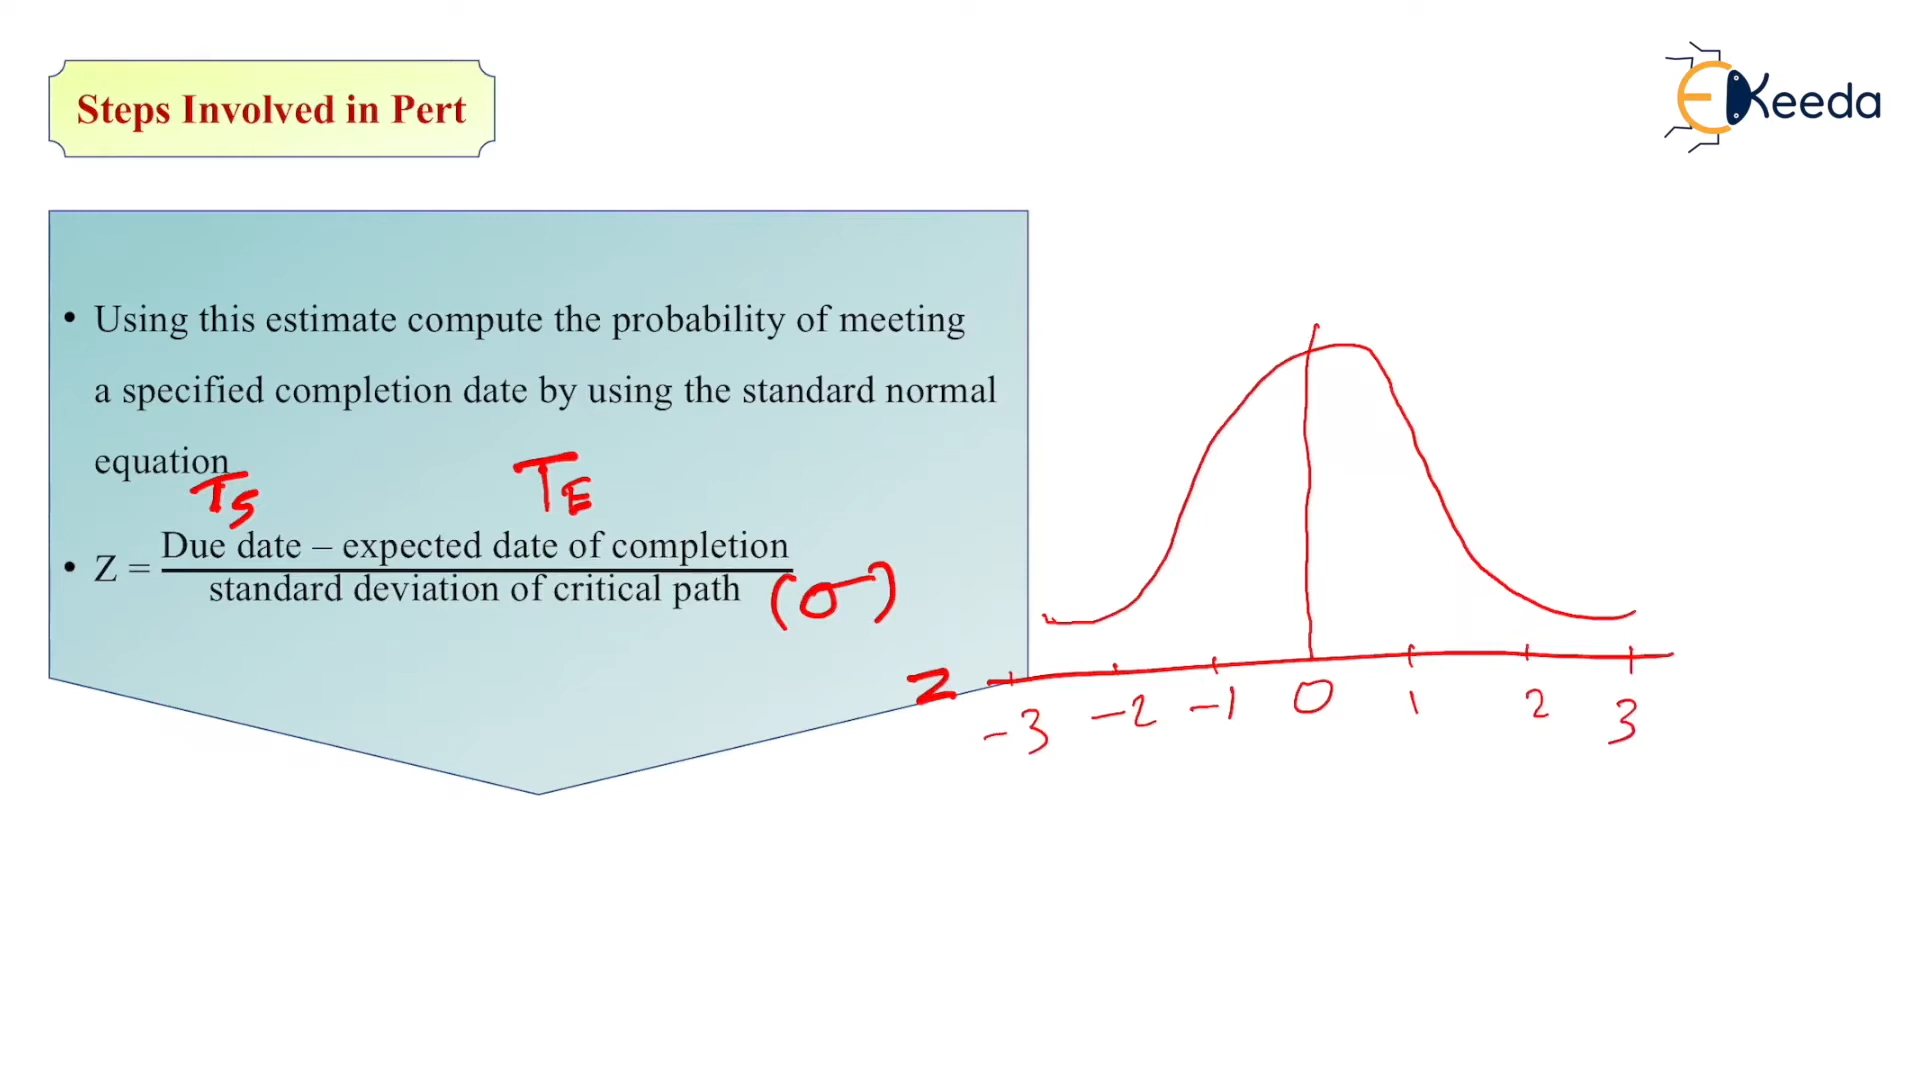 Steps Involved in Pert
EKeeda
• Using this estimate compute the probability of meeting
a specified completion date by using the standard normal
equation
TS TE
Due date – expected date of completion
• Z =
standard deviation of critical path (σ)
Z
-3 -2 -1 0 1 2 3